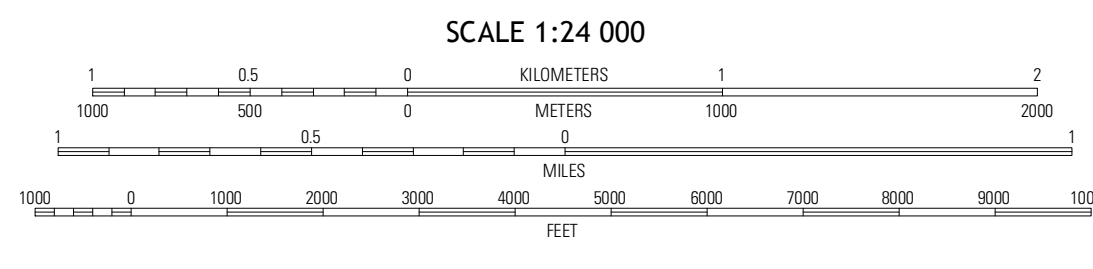 SCALE 1:24 000
1 0.5 0 KILOMETERS 1 2
1000 500 0 METERS 1000 2000
1 0.5 0 1
MILES
1000 0 1000 2000 3000 4000 5000 6000 7000 8000 9000 100
FEET